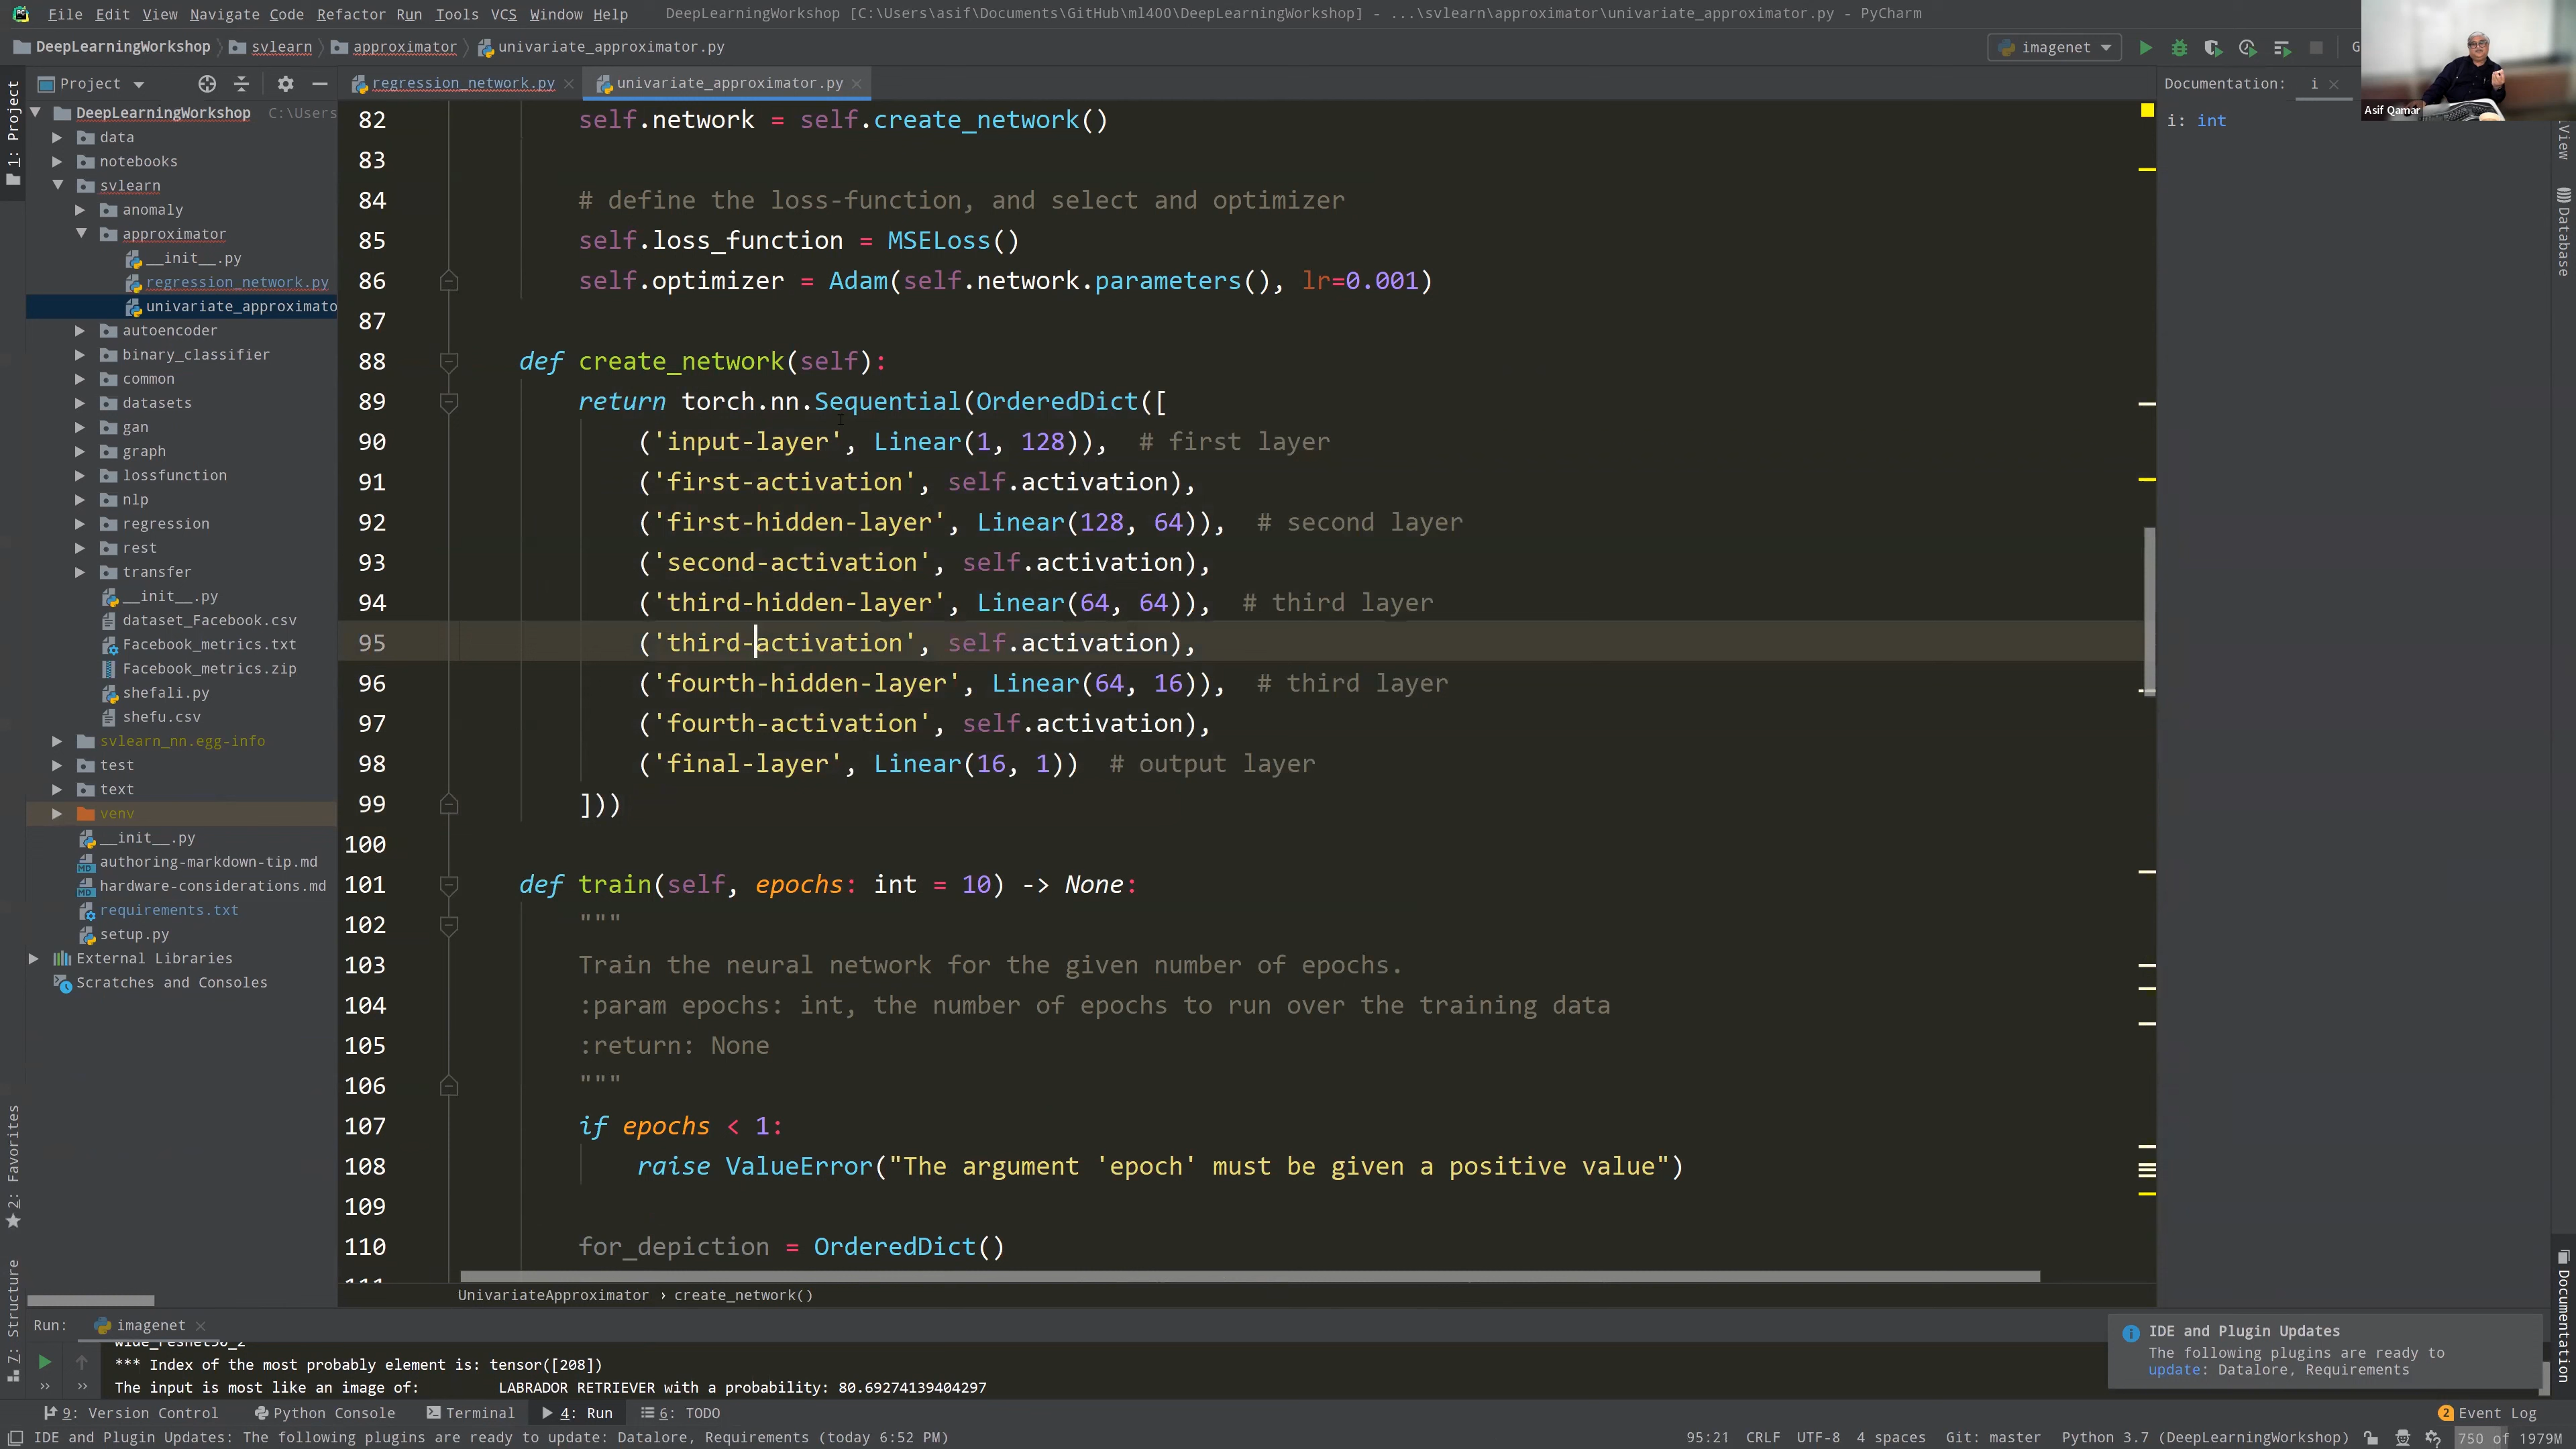 File Edit View Navigate Code Refactor Run Tools VCS Window Help DeepLearningWorkshop [C:\Users\asif\Documents\GitHub\ml400\DeepLearningWorkshop] - ...\svlearn\approximator\univariate_approximator.py - PyCharm
DeepLearningWorkshop svlearn approximator univariate_approximator.py imagenet
Project regression_network.py univariate_approximator.py Documentation: i
DeepLearningWorkshop C:\Users
data
notebooks
svlearn
anomaly
approximator
__init__.py
regression_network.py
univariate_approximato
autoencoder
binary_classifier
common
datasets
gan
graph
lossfunction
nlp
regression
rest
transfer
__init__.py
dataset_Facebook.csv
Facebook_metrics.txt
Facebook_metrics.zip
shefali.py
shefu.csv
svlearn_nn.egg-info
test
text
venv
__init__.py
authoring-markdown-tip.md
hardware-considerations.md
requirements.txt
setup.py
External Libraries
Scratches and Consoles
1: Project
2: Favorites
Z: Structure
82 self.network = self.create_network()
83
84 # define the loss-function, and select and optimizer
85 self.loss_function = MSELoss()
86 self.optimizer = Adam(self.network.parameters(), lr=0.001)
87
88 def create_network(self):
89 return torch.nn.Sequential(OrderedDict([
90 ('input-layer', Linear(1, 128)), # first layer
91 ('first-activation', self.activation),
92 ('first-hidden-layer', Linear(128, 64)), # second layer
93 ('second-activation', self.activation),
94 ('third-hidden-layer', Linear(64, 64)), # third layer
95 ('third-activation', self.activation),
96 ('fourth-hidden-layer', Linear(64, 16)), # third layer
97 ('fourth-activation', self.activation),
98 ('final-layer', Linear(16, 1)) # output layer
99 ]))
100
101 def train(self, epochs: int = 10) -> None:
102 """
103 Train the neural network for the given number of epochs.
104 :param epochs: int, the number of epochs to run over the training data
105 :return: None
106 """
107 if epochs < 1:
108 raise ValueError("The argument 'epoch' must be given a positive value")
109
110 for_depiction = OrderedDict()
UnivariateApproximator › create_network()
i: int
Asif Qamar
View
Database
Documentation
Run: imagenet
*** Index of the most probably element is: tensor([208])
The input is most like an image of: LABRADOR RETRIEVER with a probability: 80.69274139404297
IDE and Plugin Updates
The following plugins are ready to
update: Datalore, Requirements
9: Version Control Python Console Terminal 4: Run 6: TODO 2 Event Log
IDE and Plugin Updates: The following plugins are ready to update: Datalore, Requirements (today 6:52 PM) 95:21 CRLF UTF-8 4 spaces Git: master Python 3.7 (DeepLearningWorkshop) 750 of 1979M